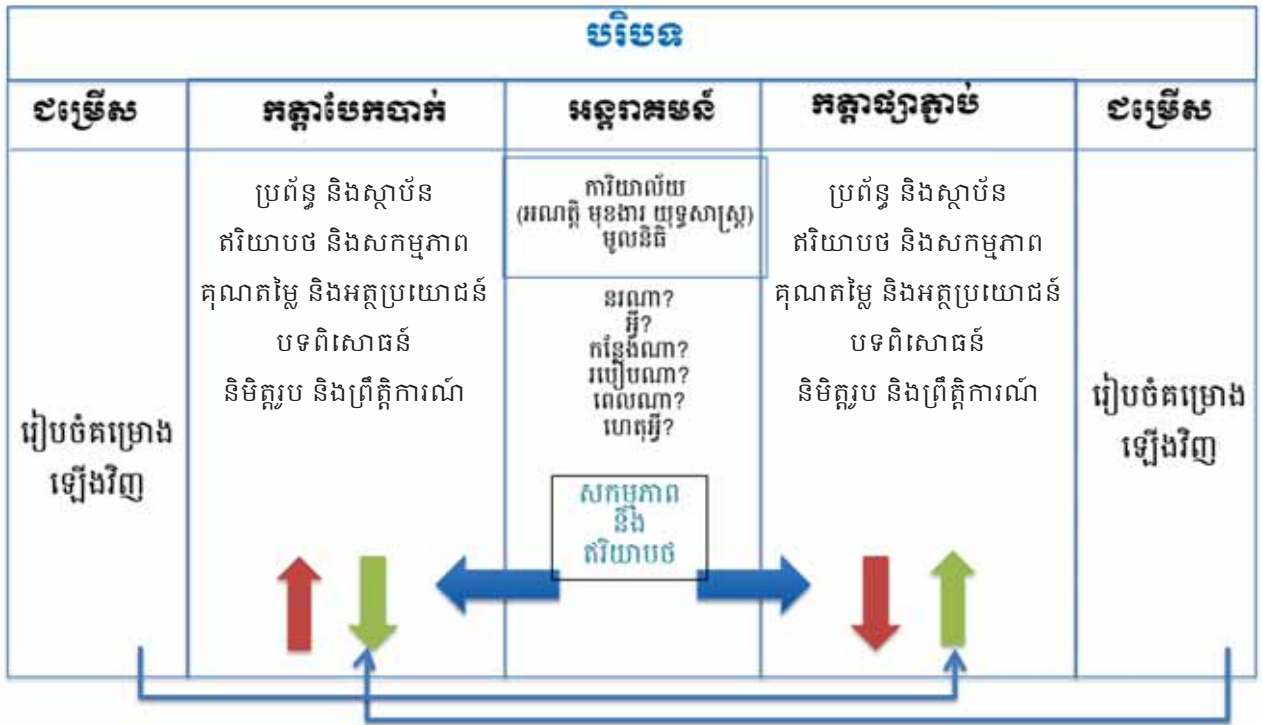 បរិបទ
ជម្រើស
កត្តាបែកបាក់
អន្តរាគមន៍
កត្តាផ្សាភ្ជាប់
ជម្រើស
រៀបចំគម្រោង
ឡើងវិញ
ប្រព័ន្ធ និងស្ថាប័ន
ឥរិយាបថ និងសកម្មភាព
គុណតម្លៃ និងអត្ថប្រយោជន៍
បទពិសោធន៍
និមិត្តរូប និងព្រឹត្តិការណ៍
ការិយាល័យ
(អណត្តិ មុខងារ យុទ្ធសាស្ត្រ)
មូលនិធិ
នរណា?
អ្វី?
កន្លែងណា?
របៀបណា?
ពេលណា?
ហេតុអ្វី?
សកម្មភាព
និង
ឥរិយាបថ
ប្រព័ន្ធ និងស្ថាប័ន
ឥរិយាបថ និងសកម្មភាព
គុណតម្លៃ និងអត្ថប្រយោជន៍
បទពិសោធន៍
និមិត្តរូប និងព្រឹត្តិការណ៍
រៀបចំគម្រោង
ឡើងវិញ